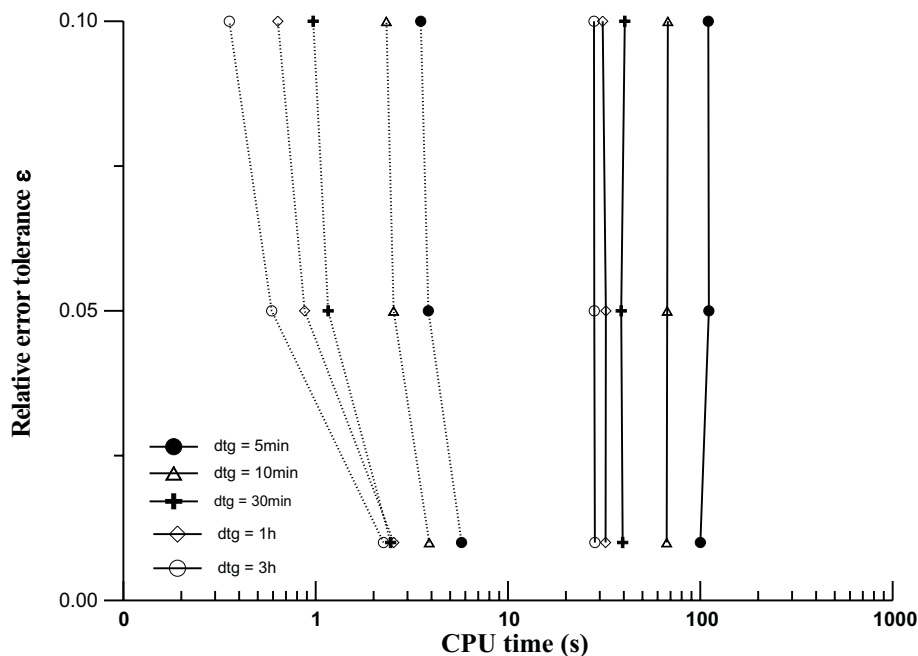 0.10
0.05
0.00
Relative error tolerance ε
dtg = 5min
dtg = 10min
dtg = 30min
dtg = 1h
dtg = 3h
0 1 10 100 1000
CPU time (s)